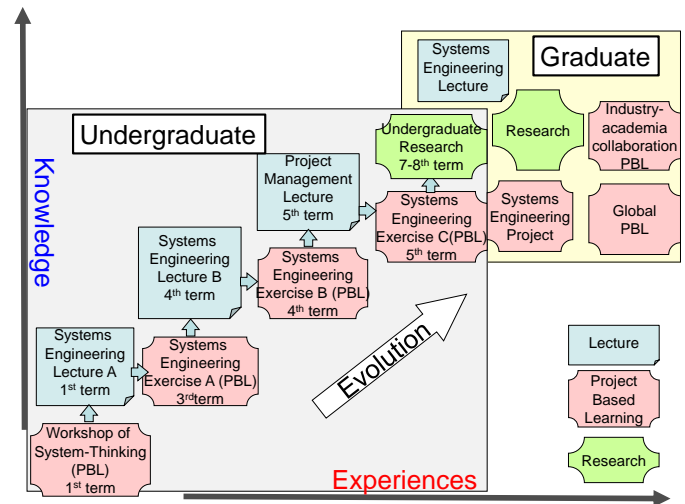 Graduate
Systems
Engineering
Lecture
Research
Industry-
academia
collaboration
PBL
Systems
Engineering
Project
Global
PBL
Undergraduate
Undergraduate
Research
7-8th term
Project
Management
Lecture
5th term
Systems
Engineering
Exercise C(PBL)
5th term
Systems
Engineering
Lecture B
4th term
Systems
Engineering
Exercise B (PBL)
4th term
Systems
Engineering
Lecture A
1st term
Systems
Engineering
Exercise A (PBL)
3rdterm
Workshop of
System-Thinking
(PBL)
1st term
Knowledge
Evolution
Experiences
Lecture
Project
Based
Learning
Research